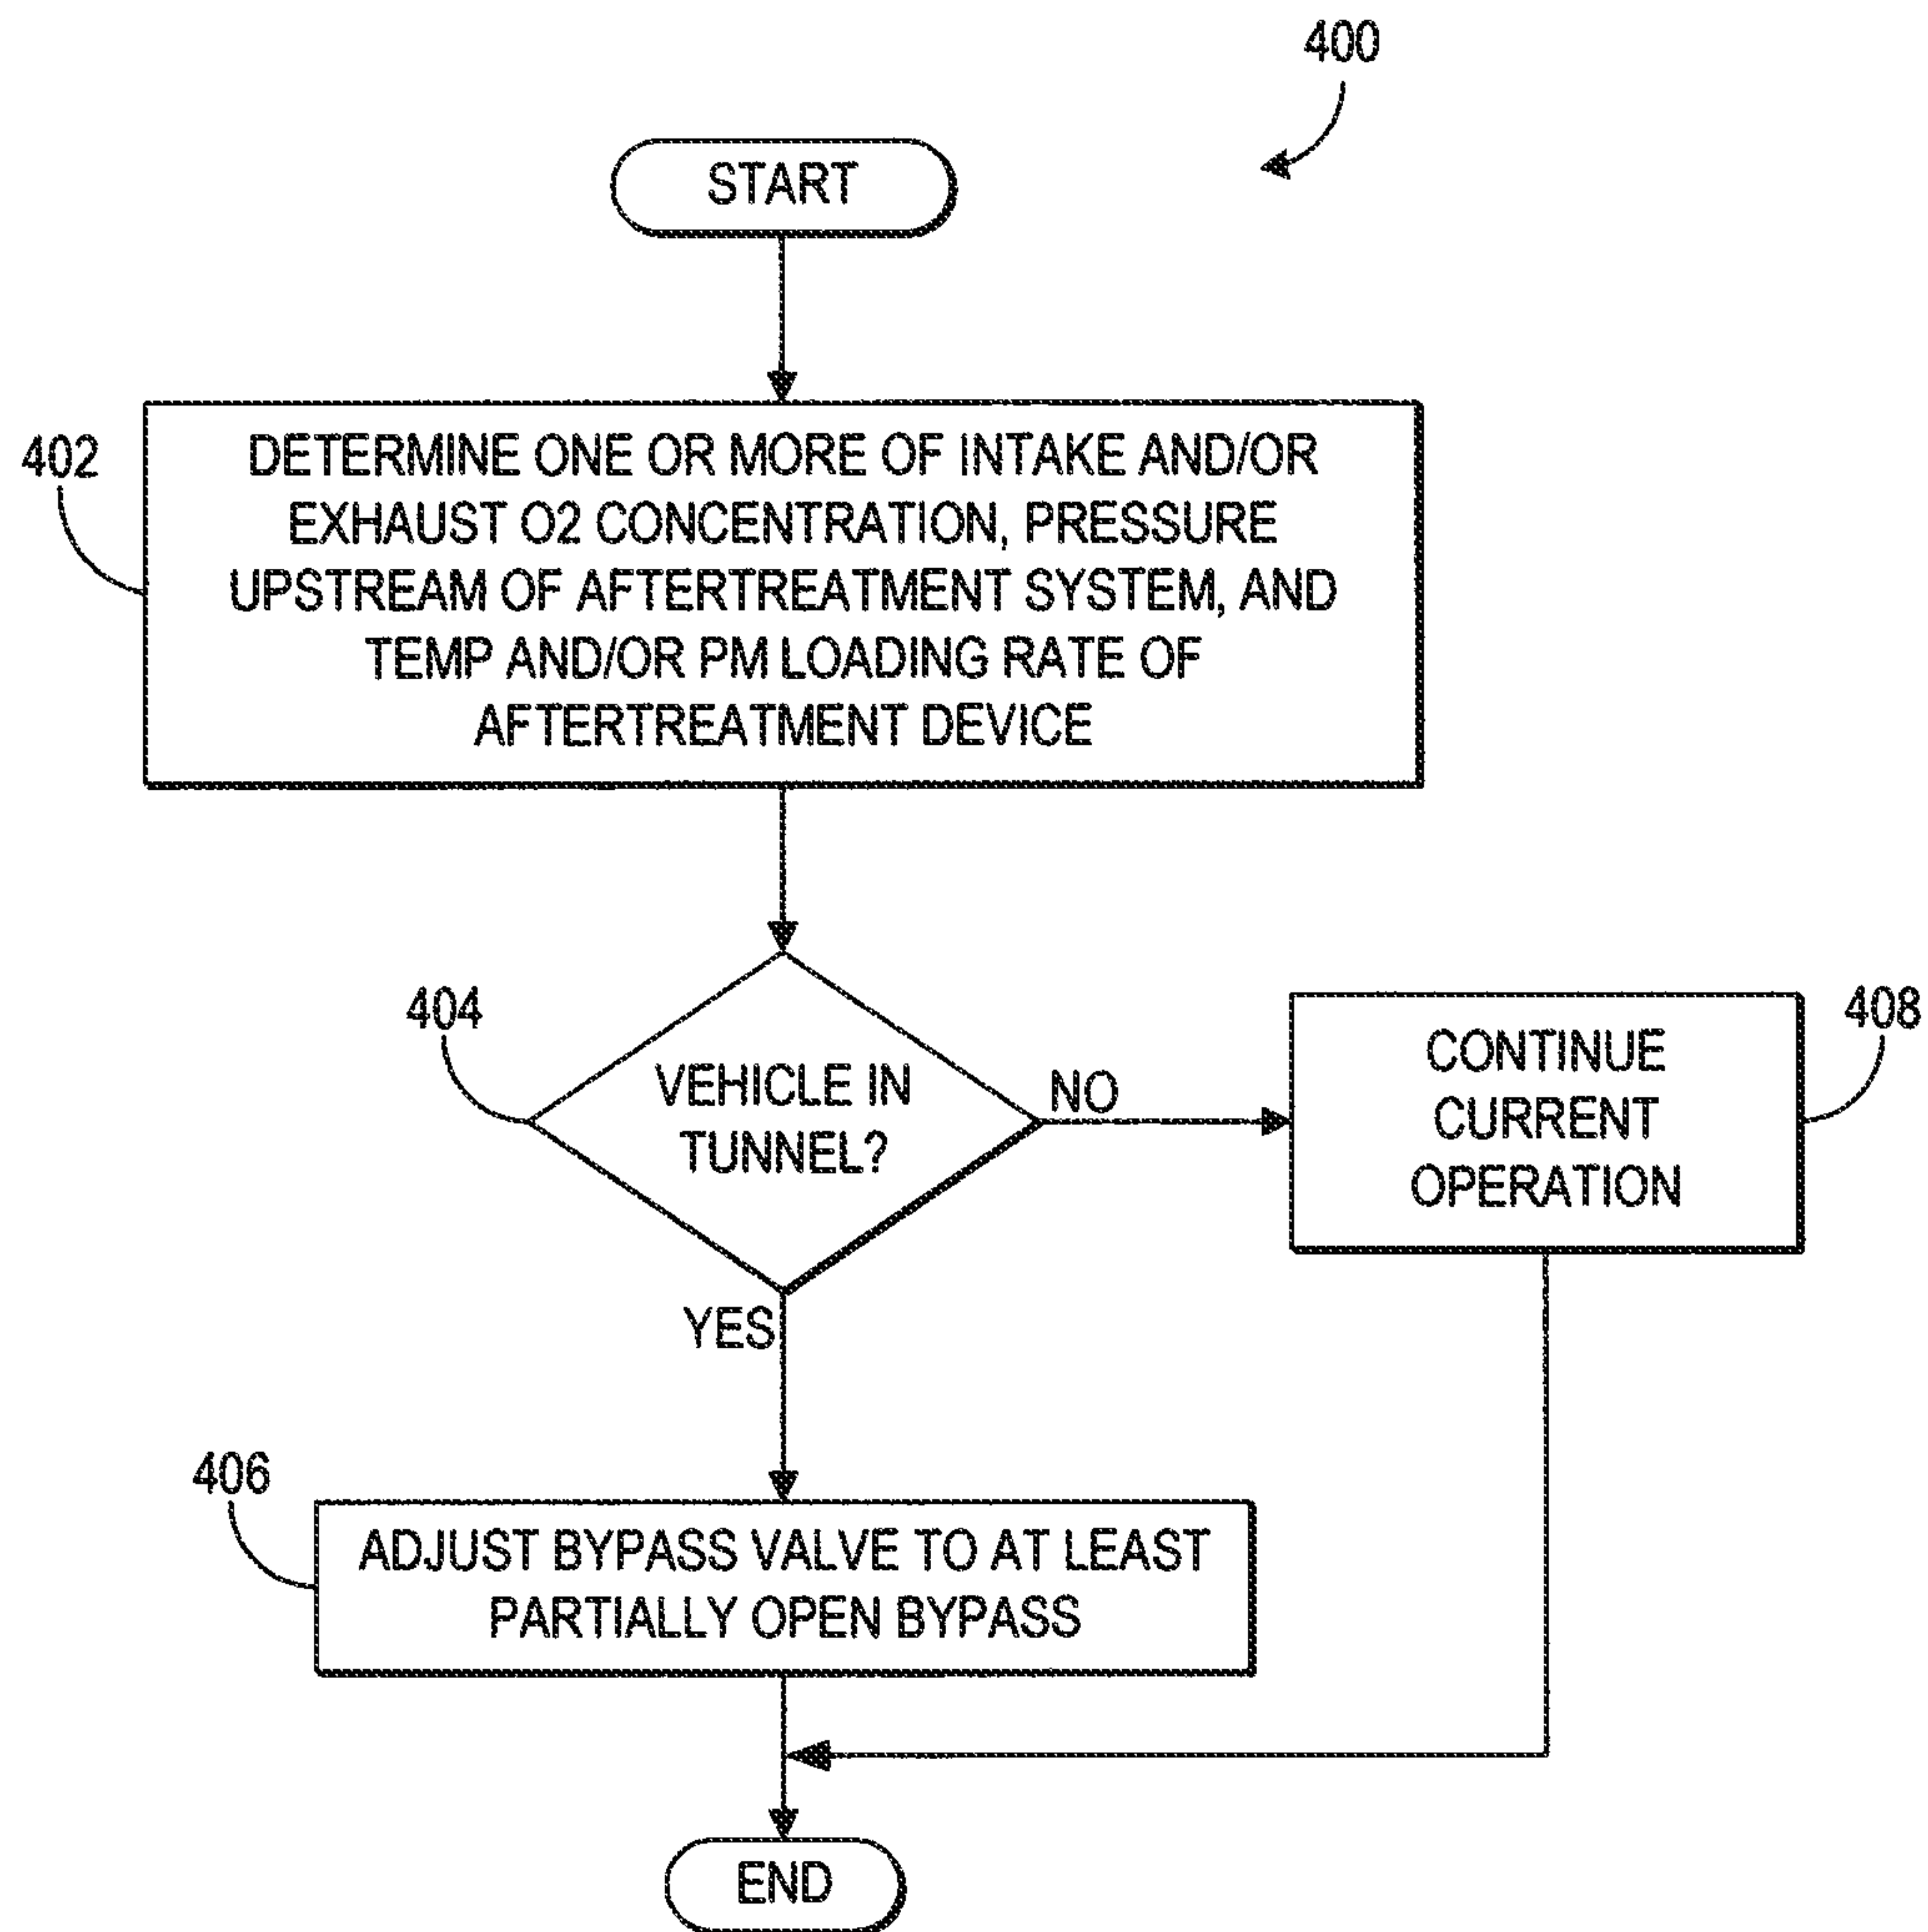 400
START
402
DETERMINE ONE OR MORE OF INTAKE AND/OR
EXHAUST O2 CONCENTRATION, PRESSURE
UPSTREAM OF AFTERTREATMENT SYSTEM, AND
TEMP AND/OR PM LOADING RATE OF
AFTERTREATMENT DEVICE
404
VEHICLE IN
TUNNEL?
NO
408
CONTINUE
CURRENT
OPERATION
YES
406
ADJUST BYPASS VALVE TO AT LEAST
PARTIALLY OPEN BYPASS
END